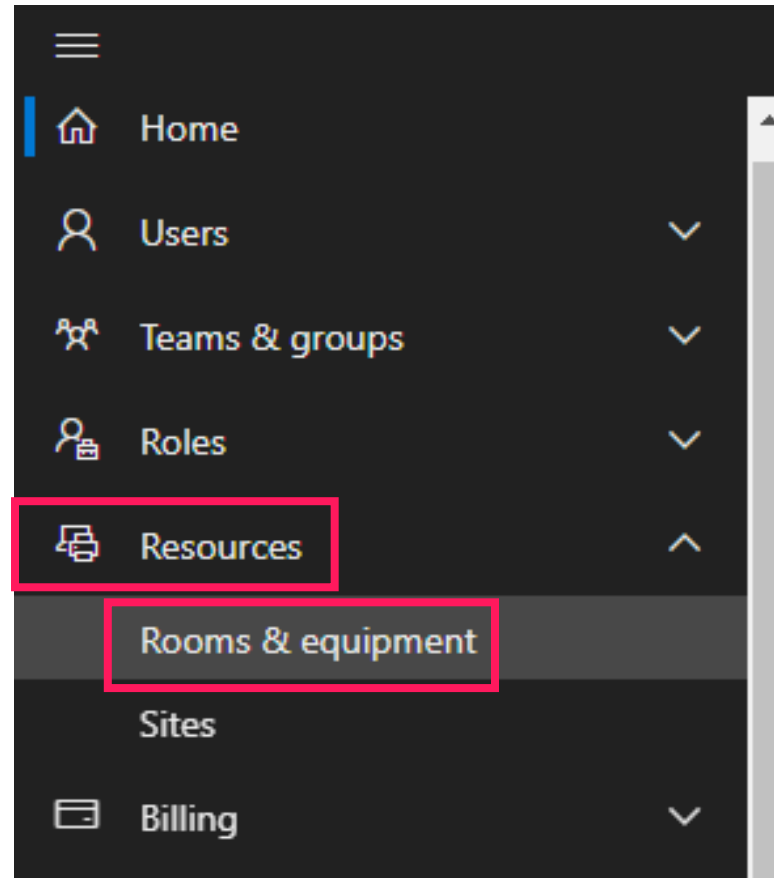 Home
Users
Teams & groups
Roles
Resources
Rooms & equipment
Sites
Billing